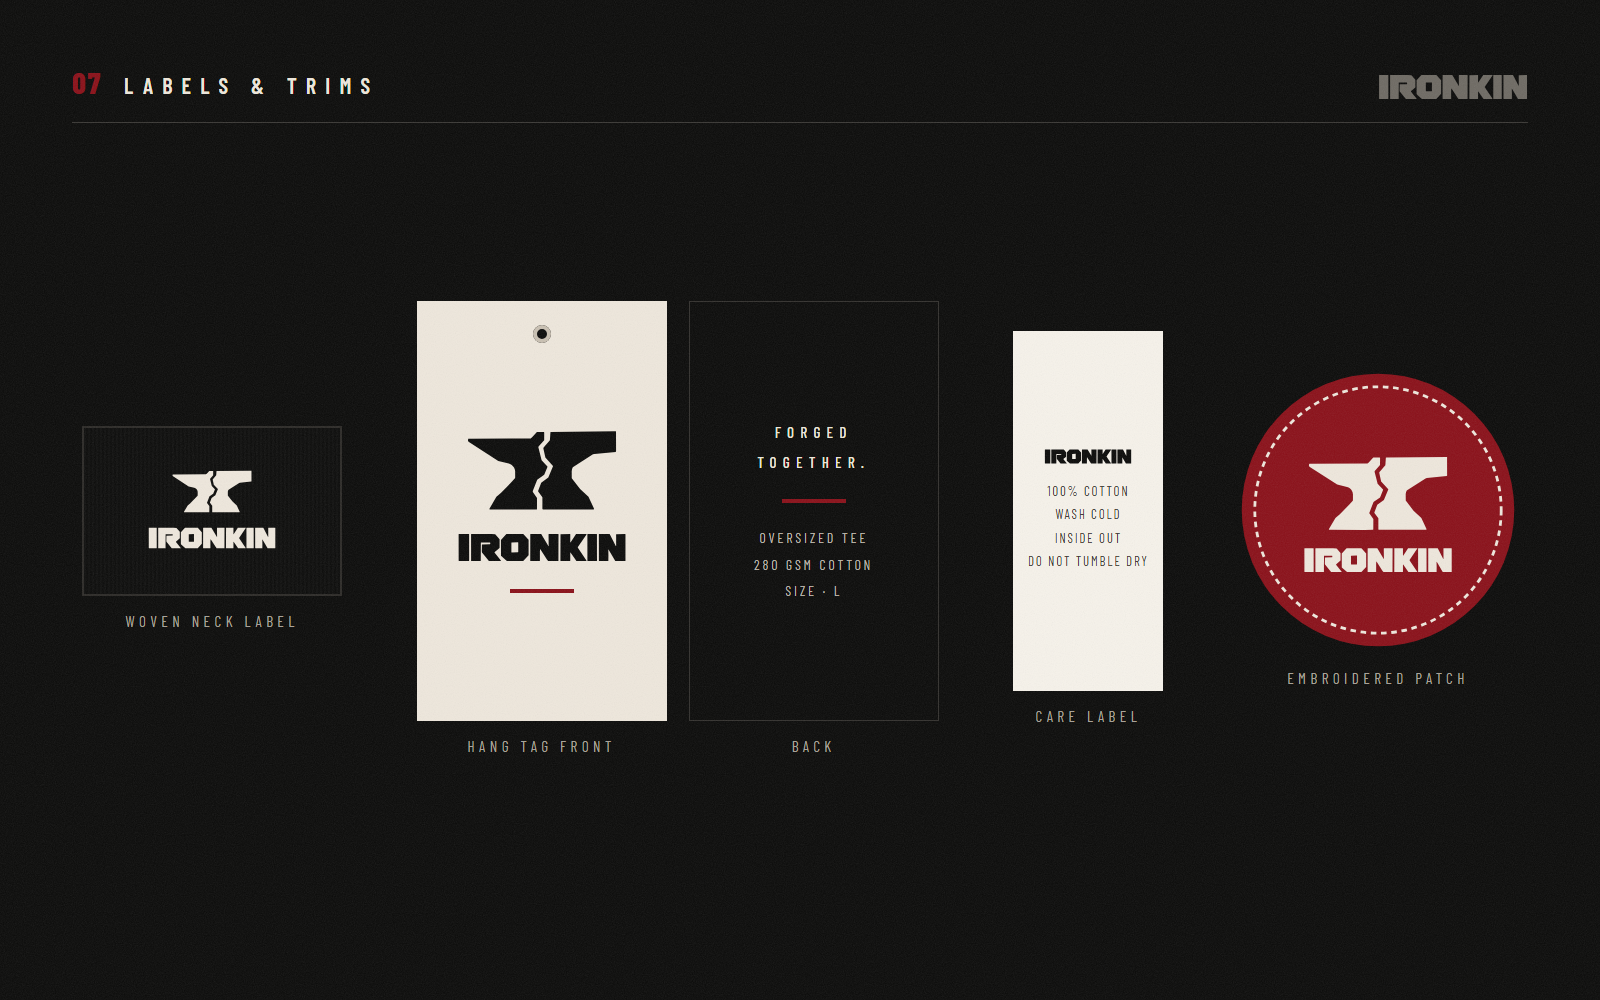 07 LABELS & TRIMS
IRONKIN
IRONKIN
WOVEN NECK LABEL
IRONKIN
HANG TAG FRONT
FORGED
TOGETHER.
OVERSIZED TEE
280 GSM COTTON
SIZE · L
BACK
IRONKIN
100% COTTON
WASH COLD
INSIDE OUT
DO NOT TUMBLE DRY
CARE LABEL
IRONKIN
EMBROIDERED PATCH